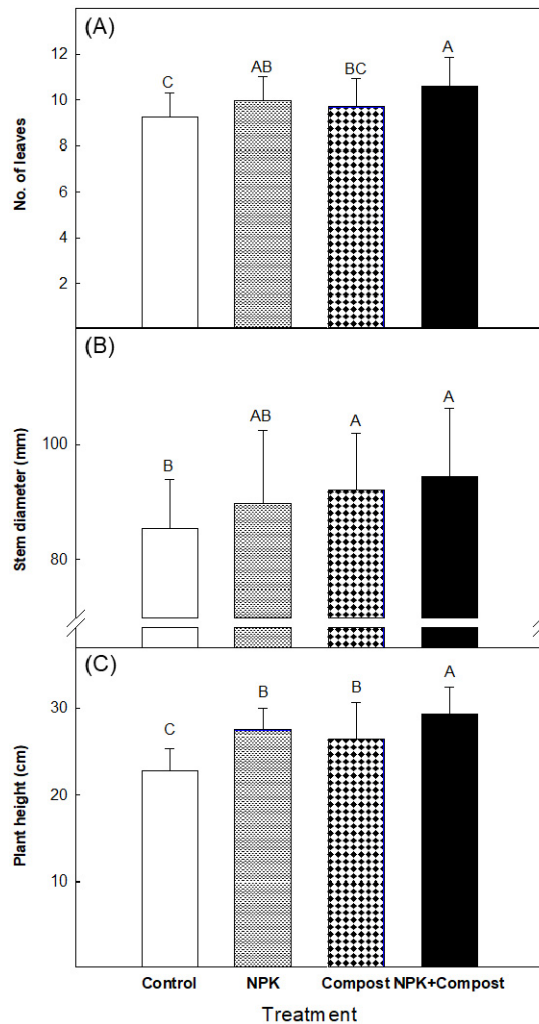 (A)
12
10
8
6
4
2
No. of leaves
C
AB
BC
A
(B)
100
80
Stem diameter (mm)
B
AB
A
A
(C)
30
20
10
Plant height (cm)
C
B
B
A
Control NPK Compost NPK+Compost
Treatment